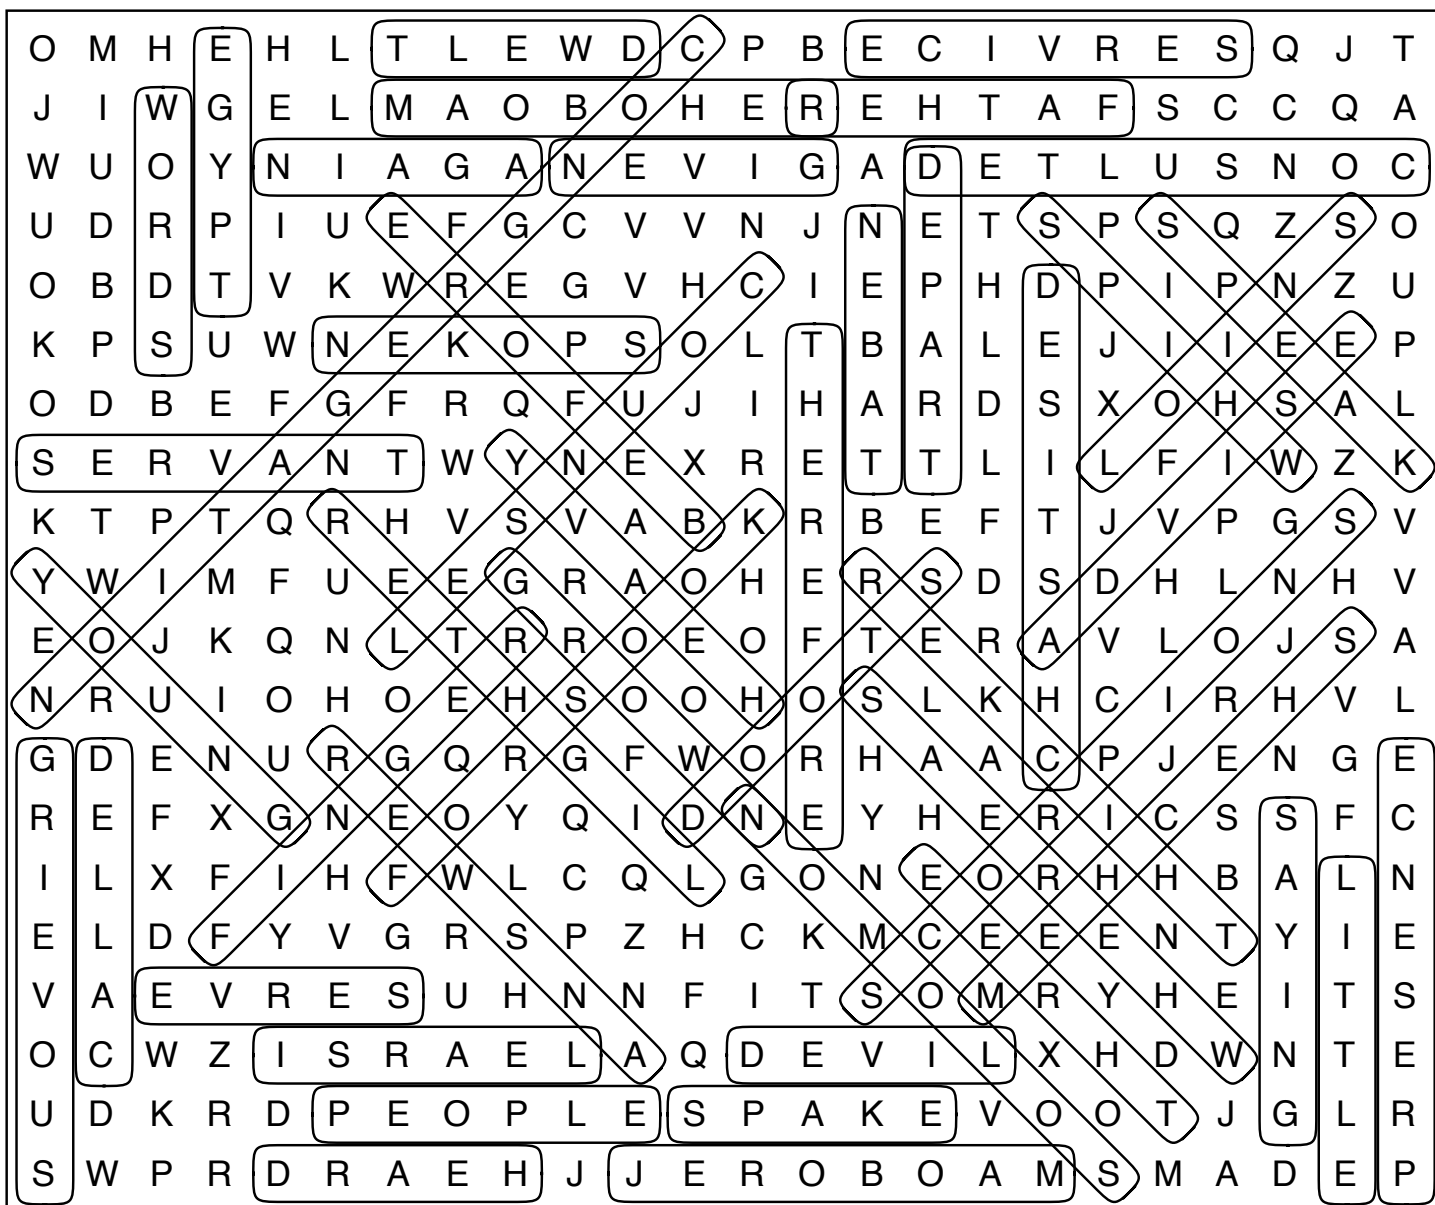 O M H E H L T L E W D C P B E C I V R E S Q J T
J I W G E L M A O B O H E R E H T A F S C C Q A
W U O Y N I A G A N E V I G A D E T L U S N O C
U D R P I U E F G C V V N J N E T S P S Q Z S O
O B D T V K W R E G V H C I E P H D P I P N Z U
K P S U W N E K O P S O L T B A L E J I I E E P
O D B E F G F R Q F U J I H A R D S X O H S A L
S E R V A N T W Y N E X R E T T L I L F I W Z K
K T P T Q R H V S V A B K R B E F T J V P G S V
Y W I M F U E E G R A O H E R S D S D H L N H V
E O J K Q N L T R R O E O F T E R A V L O J S A
N R U I O H O E H S O O H O S L K H C I R H V L
G D E N U R G Q R G F W O R H A A C P J E N G E
R E F X G N E O Y Q I D N E Y H E R I C S S F C
I L X F I H F W L C Q L G O N E O R H H B A L N
E L D F Y V G R S P Z H C K M C E E E N T Y I E
V A E V R E S U H N N F I T S O M R Y H E I T S
O C W Z I S R A E L A Q D E V I L X H D W N T E
U D K R D P E O P L E S P A K E V O O T J G L R
S W P R D R A E H J J E R O B O A M S M A D E P